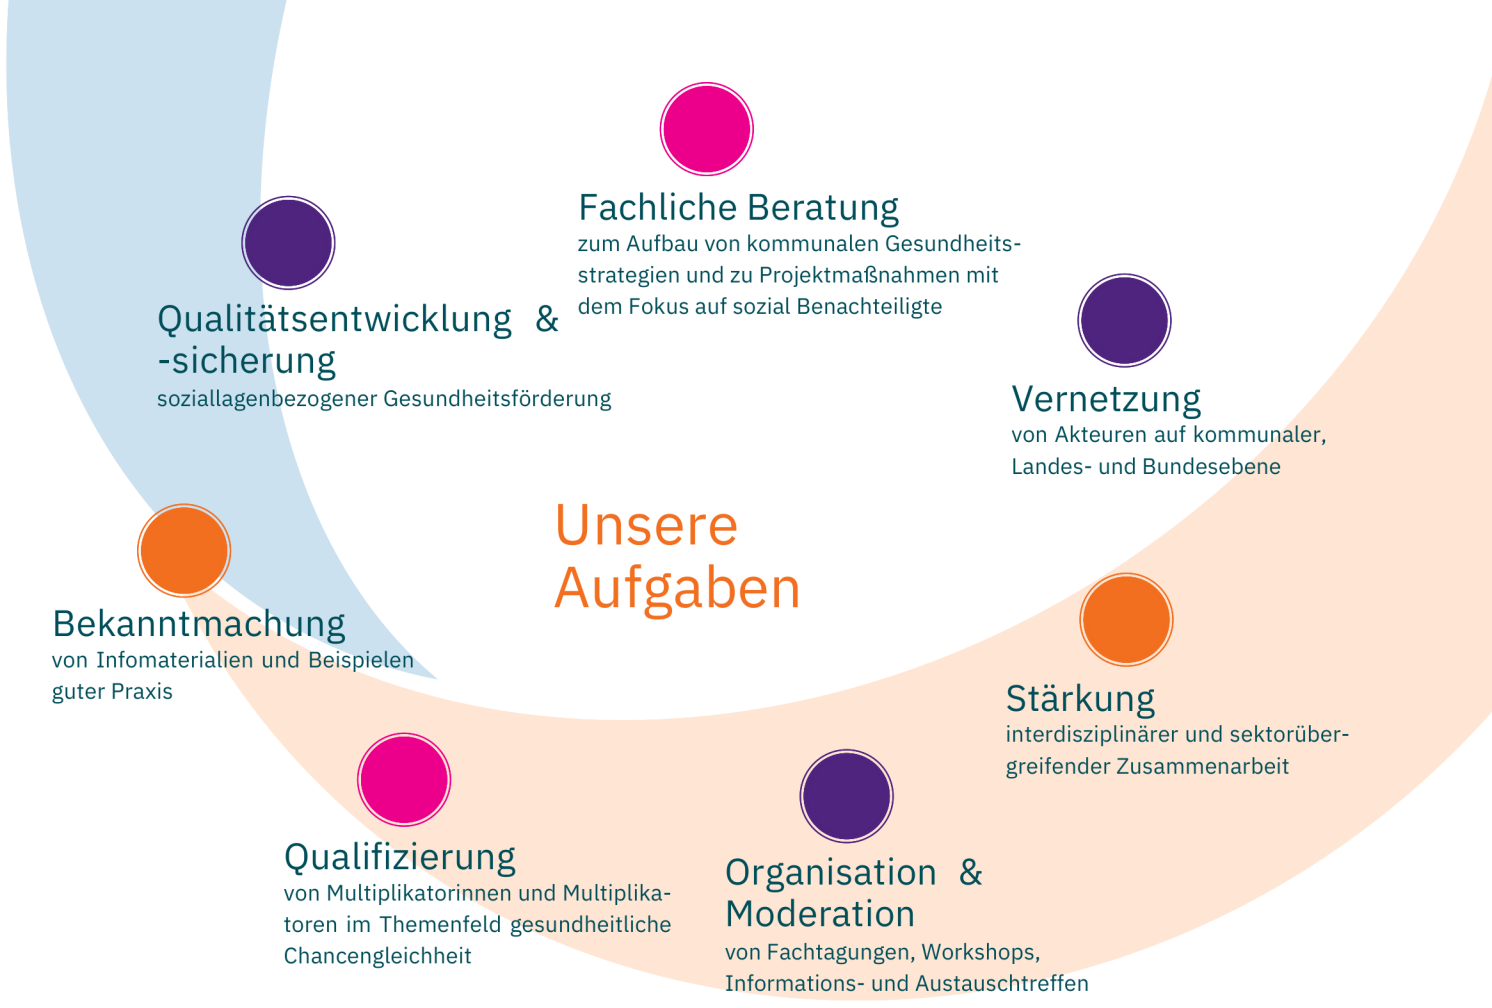 Fachliche Beratung
zum Aufbau von kommunalen Gesundheits-
strategien und zu Projektmaßnahmen mit
dem Fokus auf sozial Benachteiligte
Qualitätsentwicklung &
-sicherung
soziallagenbezogener Gesundheitsförderung
Vernetzung
von Akteuren auf kommunaler,
Landes- und Bundesebene
Unsere
Aufgaben
Bekanntmachung
von Infomaterialien und Beispielen
guter Praxis
Stärkung
interdisziplinärer und sektorüber-
greifender Zusammenarbeit
Qualifizierung
von Multiplikatorinnen und Multiplika-
toren im Themenfeld gesundheitliche
Chancengleichheit
Organisation &
Moderation
von Fachtagungen, Workshops,
Informations- und Austauschtreffen